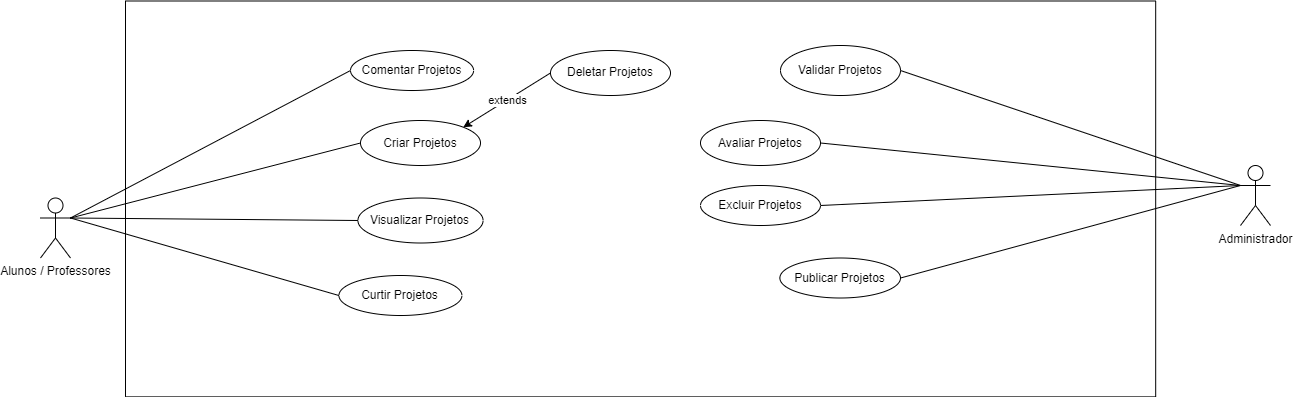 Comentar Projetos
Deletar Projetos
extends
Criar Projetos
Visualizar Projetos
Curtir Projetos
Alunos / Professores
Validar Projetos
Avaliar Projetos
Excluir Projetos
Publicar Projetos
Administrador